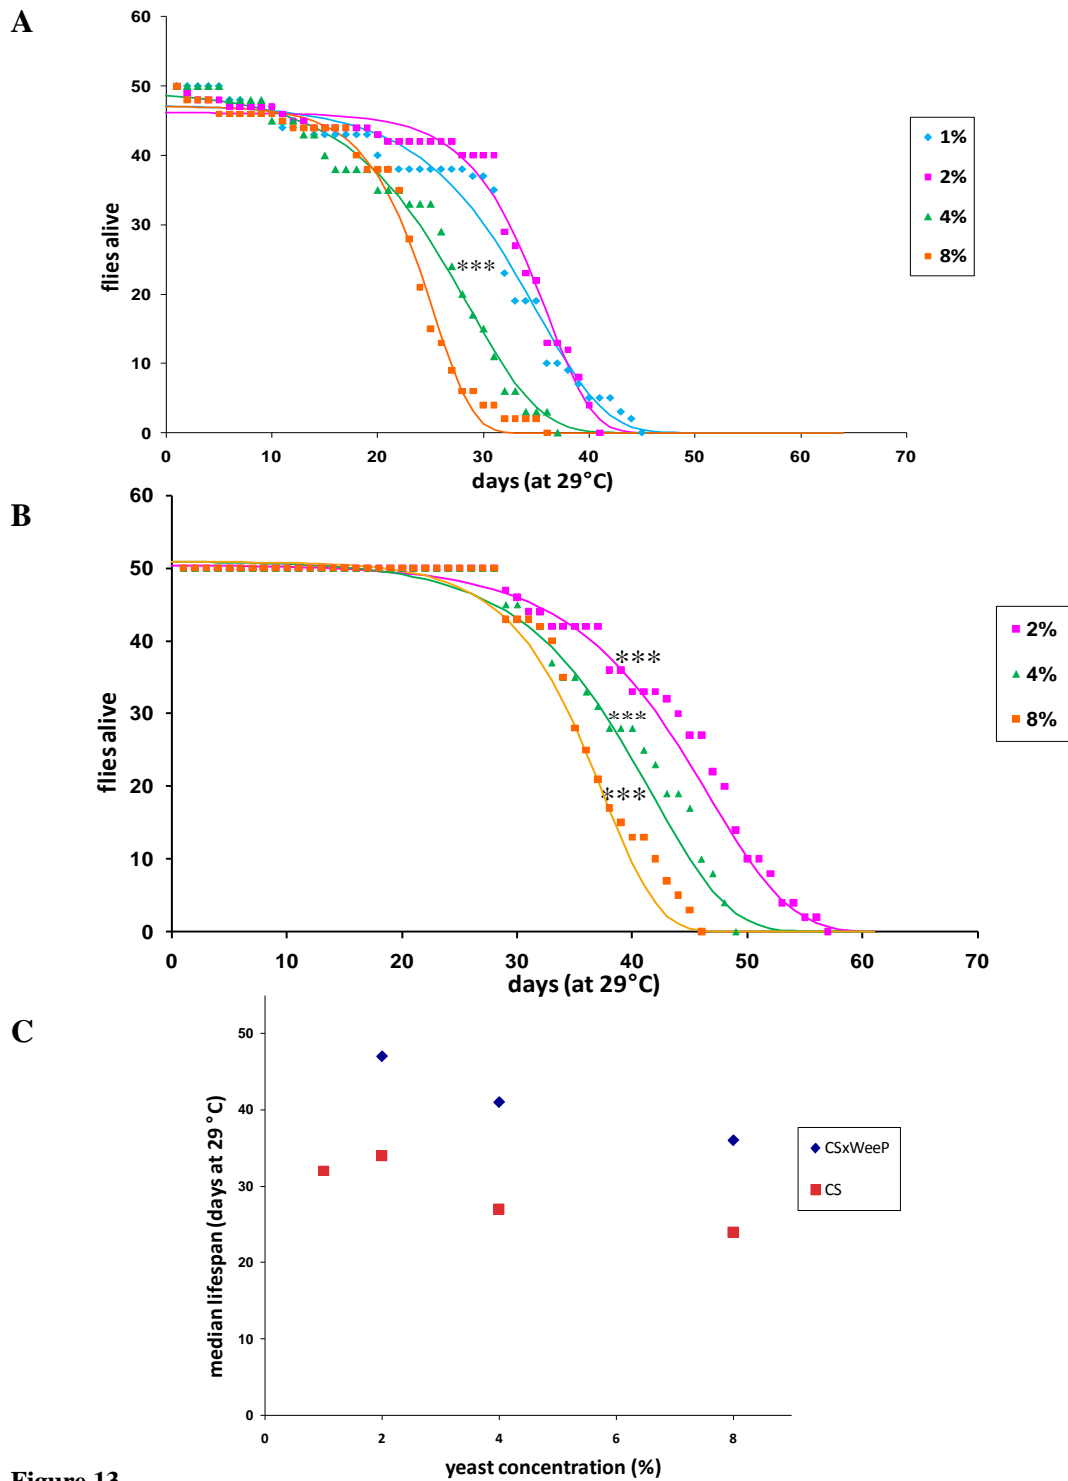 A
60
50
40
30
20
10
0
flies alive
***
0 10 20 30 40 50 60 70
days (at 29°C)
1%
2%
4%
8%
B
60
50
40
30
20
10
0
flies alive
***
***
***
0 10 20 30 40 50 60 70
days (at 29°C)
2%
4%
8%
C
50
40
30
20
10
0
median lifespan (days at 29 °C)
0 2 4 6 8
yeast concentration (%)
CSxWeeP
CS
Figure 13